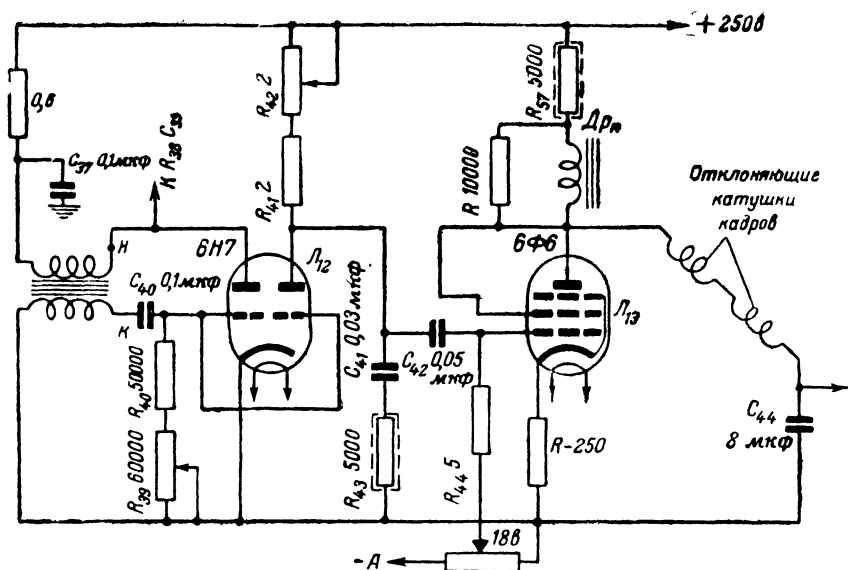 + 250в
0,в
C37 0,1мкф
К R38 C39
R42 2
R41 2
R57 5000
Дрп
R 10000
Отклоняющие
катушки
кадров
н
к
C40 0,1мкф
6Н7
Л12
6Ф6
Л13
R40 50000
R39 60000
C41 0,03мкф
C42 0,05
мкф
R43 5000
R44 5
R-250
C44
8 мкф
18в
-А